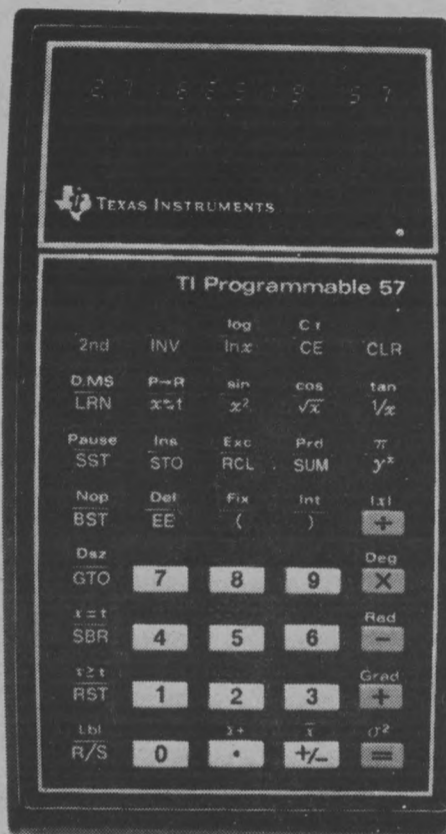 TEXAS INSTRUMENTS
TI Programmable 57
log C t
2nd INV lnx CE CLR
D.MS P→R sin cos tan
LRN x⇄t x² √x 1/x
Pause Ins Exc Prd π
SST STO RCL SUM yˣ
Nop Del Fix Int |x|
BST EE ( ) ÷
Dsz Deg
GTO 7 8 9 X
x=t Rad
SBR 4 5 6 −
x≥t Grad
RST 1 2 3 +
Lbl Σ+ x̄ σ²
R/S 0 . +/− =